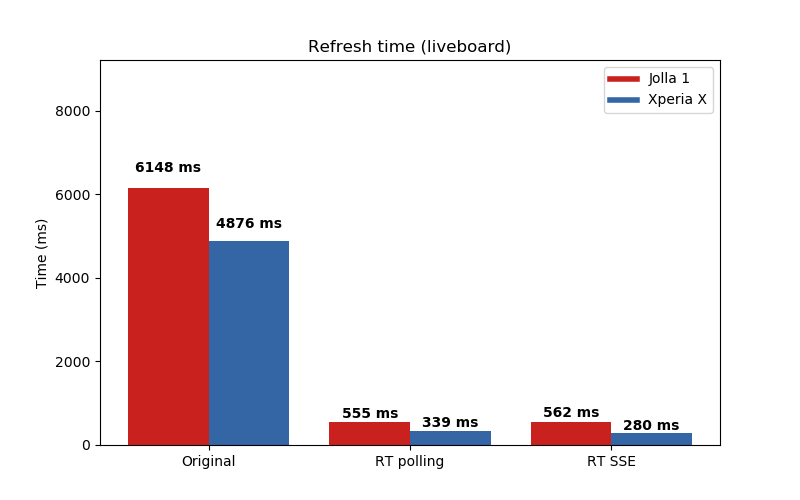 Refresh time (liveboard)
Jolla 1
Xperia X
Time (ms)
8000
6000
4000
2000
0
6148 ms
4876 ms
555 ms
339 ms
562 ms
280 ms
Original
RT polling
RT SSE